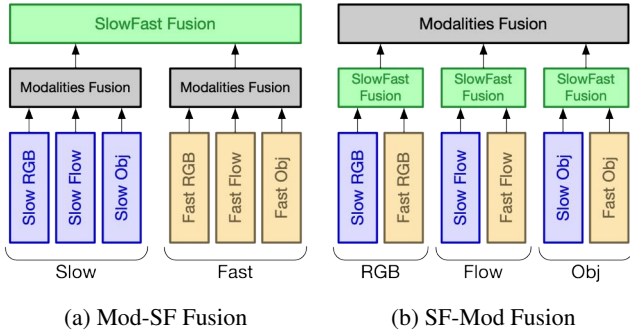 SlowFast Fusion
Modalities Fusion
Modalities Fusion
Slow RGB
Slow Flow
Slow Obj
Fast RGB
Fast Flow
Fast Obj
Slow
Fast
(a) Mod-SF Fusion
Modalities Fusion
SlowFast
Fusion
SlowFast
Fusion
SlowFast
Fusion
Slow RGB
Fast RGB
Slow Flow
Fast Flow
Slow Obj
Fast Obj
RGB
Flow
Obj
(b) SF-Mod Fusion